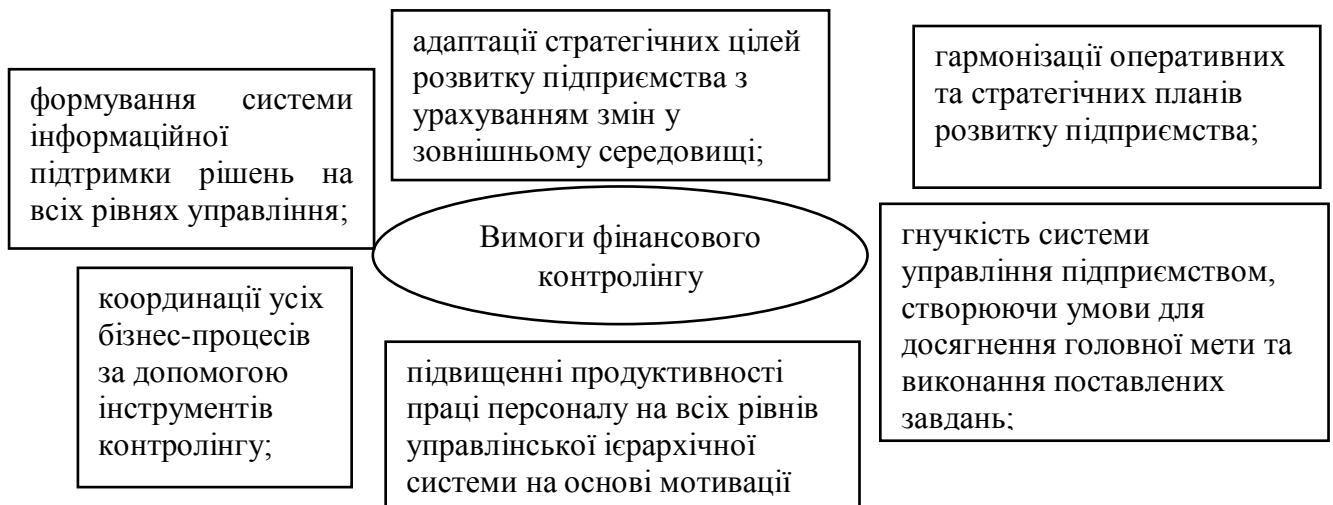 формування системи
інформаційної
підтримки рішень на
всіх рівнях управління;
адаптації стратегічних цілей
розвитку підприємства з
урахуванням змін у
зовнішньому середовищі;
гармонізації оперативних
та стратегічних планів
розвитку підприємства;
Вимоги фінансового
контролінгу
гнучкість системи
управління підприємством,
створюючи умови для
досягнення головної мети та
виконання поставлених
завдань;
координації усіх
бізнес-процесів
за допомогою
інструментів
контролінгу;
підвищенні продуктивності
праці персоналу на всіх рівнів
управлінської ієрархічної
системи на основі мотивації